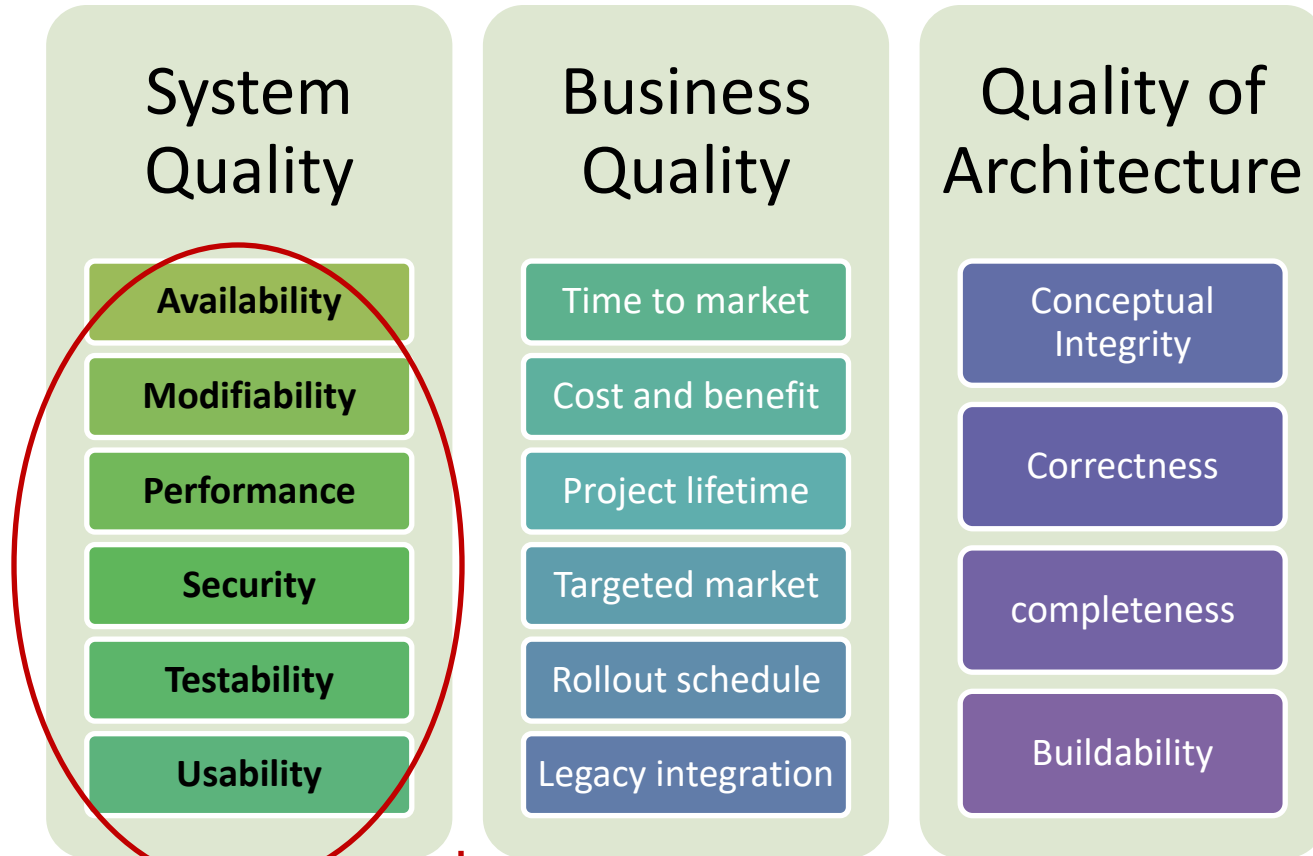 System
Quality
Availability
Modifiability
Performance
Security
Testability
Usability
Business
Quality
Time to market
Cost and benefit
Project lifetime
Targeted market
Rollout schedule
Legacy integration
Quality of
Architecture
Conceptual
Integrity
Correctness
completeness
Buildability